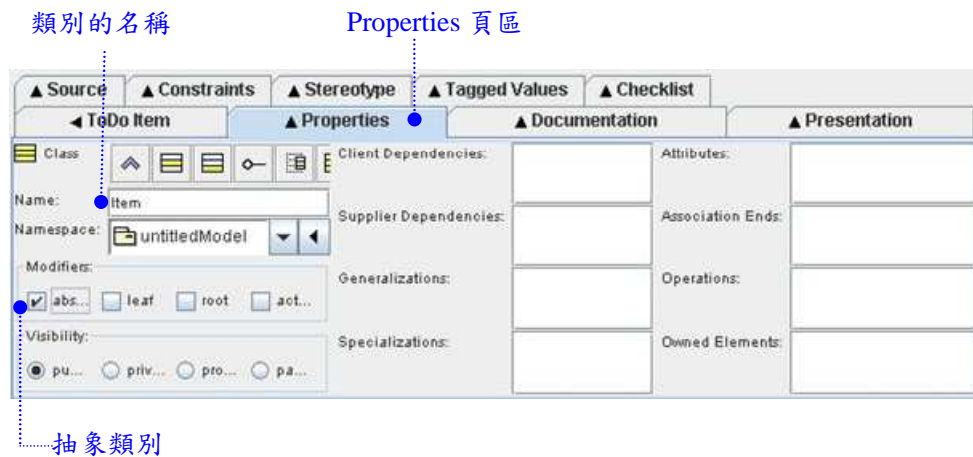 類別的名稱 Properties 頁區
▲ Source ▲ Constraints ▲ Stereotype ▲ Tagged Values ▲ Checklist
◀ ToDo Item ▲ Properties ▲ Documentation ▲ Presentation
Class Client Dependencies: Attributes:
Name: Item
Supplier Dependencies: Association Ends:
Namespace: untitledModel
Modifiers: Generalizations: Operations:
abs... leaf root act...
Visibility: Specializations: Owned Elements:
pu... priv... pro... pa...
抽象類別